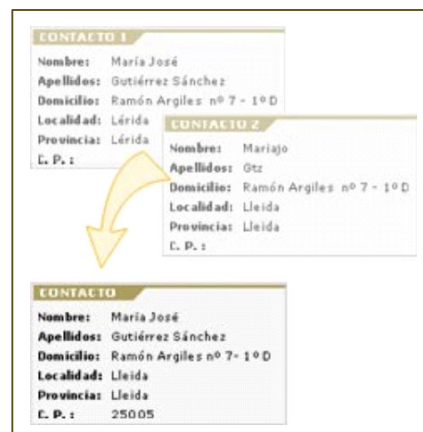 CONTACTO 1
Nombre: María José
Apellidos: Gutiérrez Sánchez
Domicilio: Ramón Argiles nº 7 - 1º D
Localidad: Lérida
Provincia: Lérida
C. P. :
CONTACTO 2
Nombre: Mariajo
Apellidos: Gtz
Domicilio: Ramón Argiles nº 7 - 1º D
Localidad: Lleida
Provincia: Lleida
C. P. :
CONTACTO
Nombre: María José
Apellidos: Gutiérrez Sánchez
Domicilio: Ramón Argiles nº 7- 1º D
Localidad: Lleida
Provincia: Lleida
C. P. : 25005